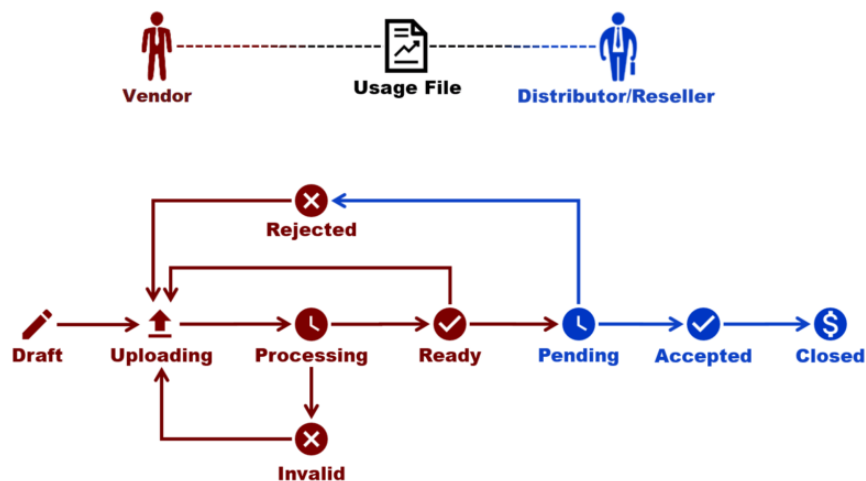 Vendor
Usage File
Distributor/Reseller
Rejected
Draft
Uploading
Processing
Ready
Pending
Accepted
Closed
Invalid